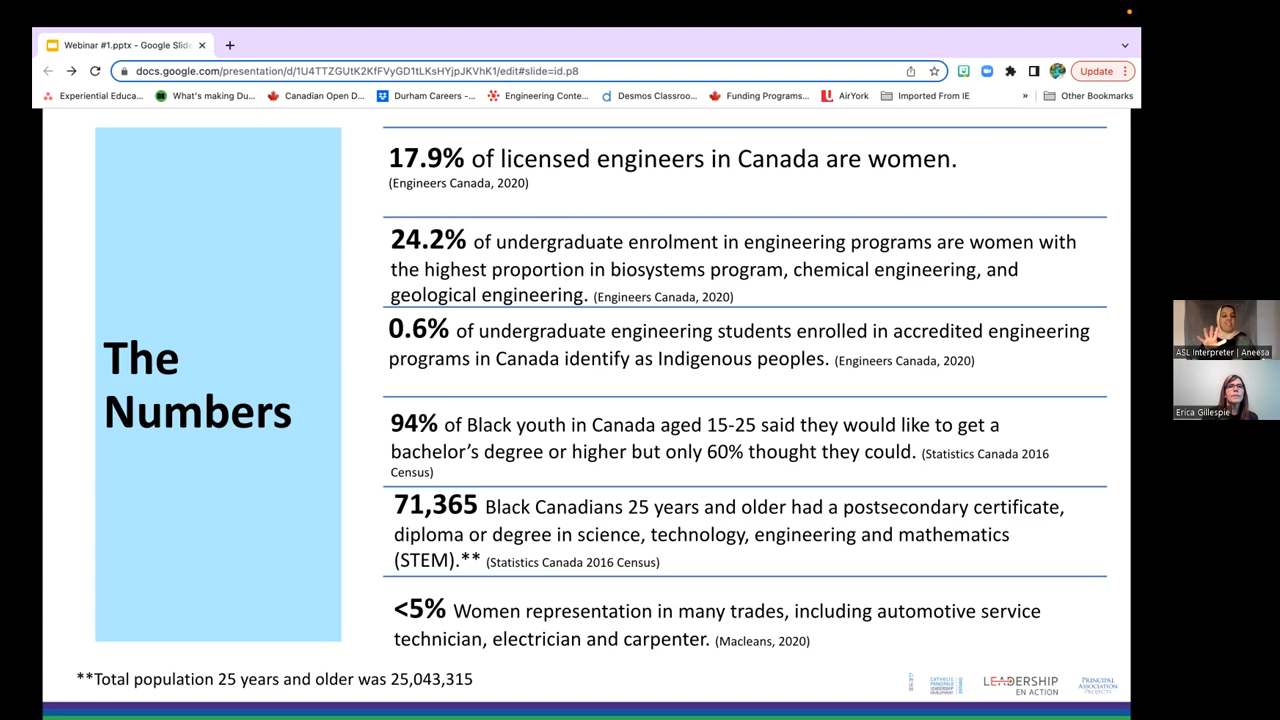 Webinar #1.pptx - Google Slide
docs.google.com/presentation/d/1U4TTZGUtK2KfFVyGD1tLKsHYjpJKVhK1/edit#slide=id.p8
Update
Experiential Educa...
What's making Du...
Canadian Open D...
Durham Careers -...
Engineering Conte...
Desmos Classroo...
Funding Programs...
AirYork
Imported From IE
»
Other Bookmarks
The
Numbers
17.9% of licensed engineers in Canada are women.
(Engineers Canada, 2020)
24.2% of undergraduate enrolment in engineering programs are women with
the highest proportion in biosystems program, chemical engineering, and
geological engineering. (Engineers Canada, 2020)
0.6% of undergraduate engineering students enrolled in accredited engineering
programs in Canada identify as Indigenous peoples. (Engineers Canada, 2020)
94% of Black youth in Canada aged 15-25 said they would like to get a
bachelor's degree or higher but only 60% thought they could. (Statistics Canada 2016
Census)
71,365 Black Canadians 25 years and older had a postsecondary certificate,
diploma or degree in science, technology, engineering and mathematics
(STEM).** (Statistics Canada 2016 Census)
<5% Women representation in many trades, including automotive service
technician, electrician and carpenter. (Macleans, 2020)
**Total population 25 years and older was 25,043,315
CATHOLIC
PRINCIPALS
LEADERSHIP
DEVELOPMENT
ONTARIO
LEADERSHIP
EN ACTION
PRINCIPAL
ASSOCIATION
PROJECTS
ASL Interpreter | Aneesa
Erica Gillespie